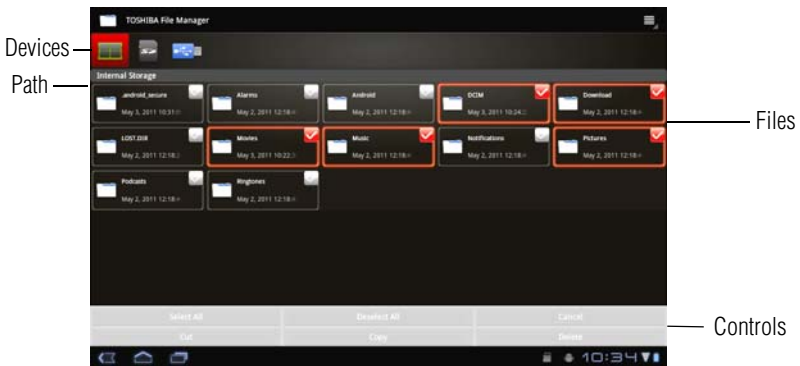 TOSHIBA File Manager
Devices
Path
Internal Storage
.android_secure
May 3, 2011 10:31
Alarms
May 2, 2011 12:18
Android
May 2, 2011 12:18
DCIM
May 3, 2011 10:24
Download
May 2, 2011 12:18
Files
LOST.DIR
May 2, 2011 12:18
Movies
May 3, 2011 10:22
Music
May 2, 2011 12:18
Notifications
May 2, 2011 12:18
Pictures
May 2, 2011 12:18
Podcasts
May 2, 2011 12:18
Ringtones
May 2, 2011 12:18
Select All
Deselect All
Cancel
Controls
Cut
Copy
Delete
10:34